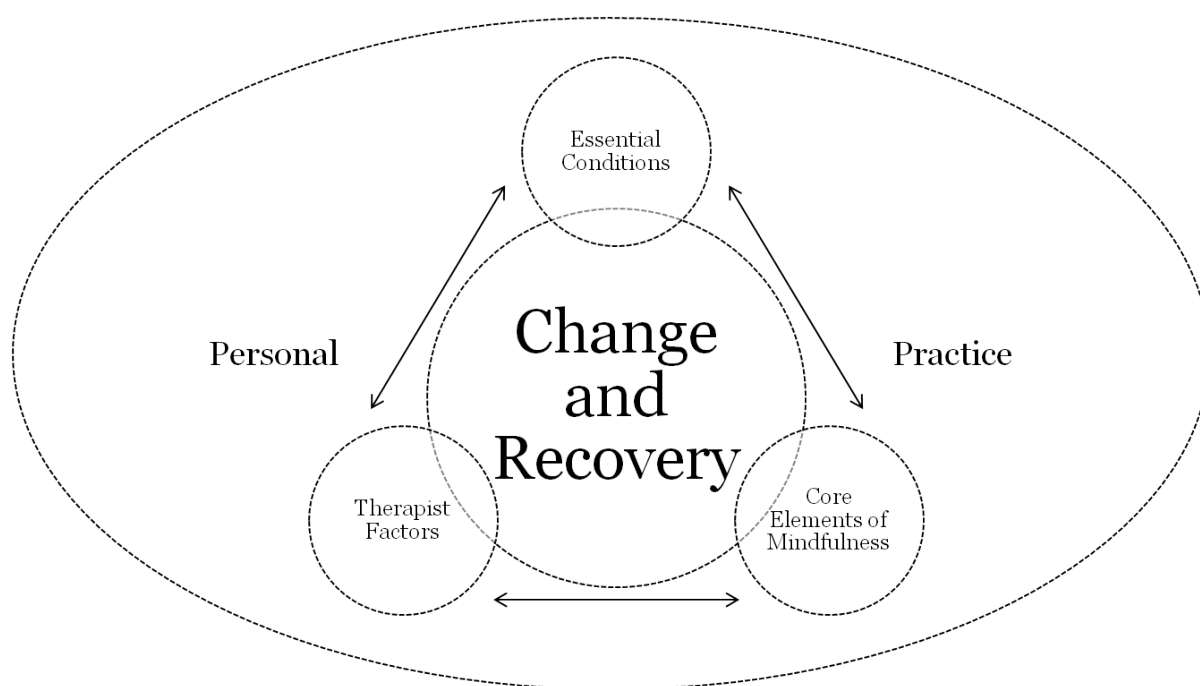 Essential
Conditions
Personal
Change
and
Recovery
Practice
Therapist
Factors
Core
Elements of
Mindfulness